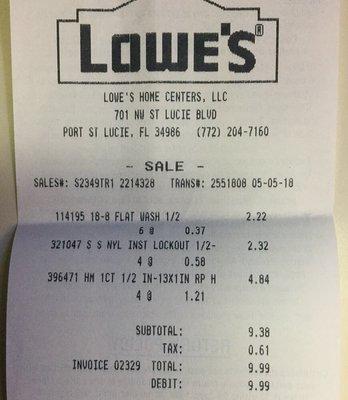 LOWE'S®
LOWE'S HOME CENTERS, LLC
701 NW ST LUCIE BLVD
PORT ST LUCIE, FL 34986 (772) 204-7160
- SALE -
SALES#: S2349TR1 2214328 TRANS#: 2551808 05-05-18
114195 18-8 FLAT WASH 1/2 2.22
6 @ 0.37
321047 S S NYL INST LOCKOUT 1/2- 2.32
4 @ 0.58
396471 HM 1CT 1/2 IN-13X1IN RP H 4.84
4 @ 1.21
SUBTOTAL: 9.38
TAX: 0.61
INVOICE 02329 TOTAL: 9.99
DEBIT: 9.99